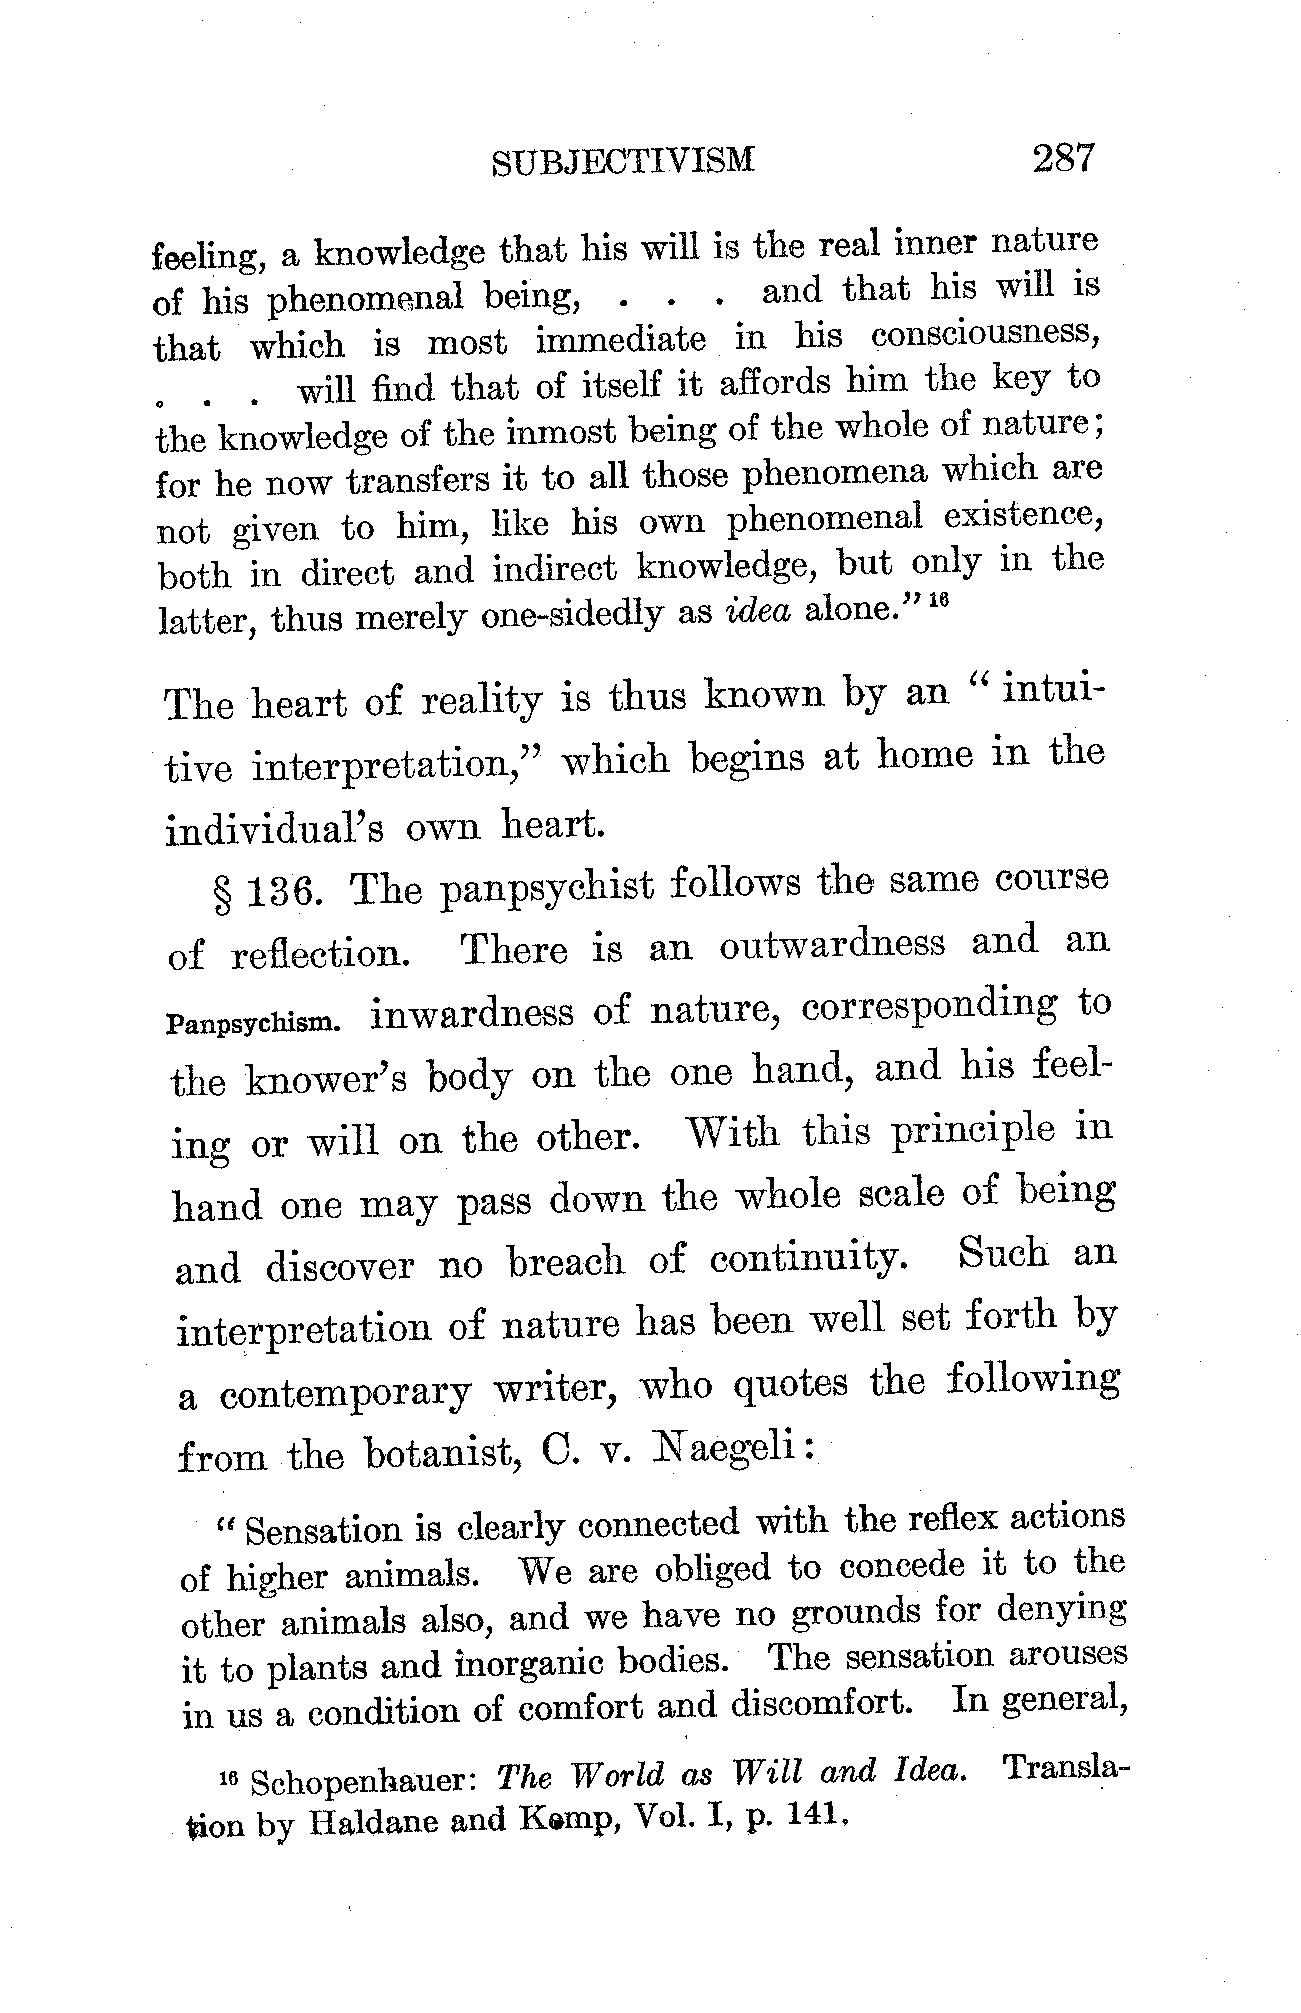 SUBJECTIVISM 287
feeling, a knowledge that his will is the real inner nature
of his phenomenal being, . . . and that his will is
that which is most immediate in his consciousness,
. . . will find that of itself it affords him the key to
the knowledge of the inmost being of the whole of nature;
for he now transfers it to all those phenomena which are
not given to him, like his own phenomenal existence,
both in direct and indirect knowledge, but only in the
latter, thus merely one-sidedly as idea alone.” 16
The heart of reality is thus known by an “ intui-
tive interpretation,” which begins at home in the
individual’s own heart.
§ 136. The panpsychist follows the same course
of reflection. There is an outwardness and an
Panpsychism. inwardness of nature, corresponding to
the knower’s body on the one hand, and his feel-
ing or will on the other. With this principle in
hand one may pass down the whole scale of being
and discover no breach of continuity. Such an
interpretation of nature has been well set forth by
a contemporary writer, who quotes the following
from the botanist, C. v. Naegeli:
“ Sensation is clearly connected with the reflex actions
of higher animals. We are obliged to concede it to the
other animals also, and we have no grounds for denying
it to plants and inorganic bodies. The sensation arouses
in us a condition of comfort and discomfort. In general,
16 Schopenhauer: The World as Will and Idea. Transla-
tion by Haldane and Kemp, Vol. I, p. 141.